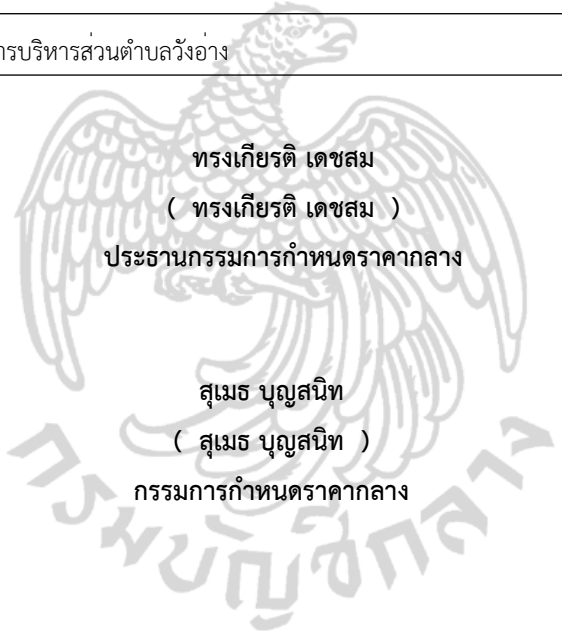 ารบริหารส่วนตำบลวังอ่าง
ทรงเกียรติ เดชสม
( ทรงเกียรติ เดชสม )
ประธานกรรมการกำหนดราคากลาง
สุเมธ บุญสนิท
( สุเมธ บุญสนิท )
กรรมการกำหนดราคากลาง
กรมบัญชีกลาง